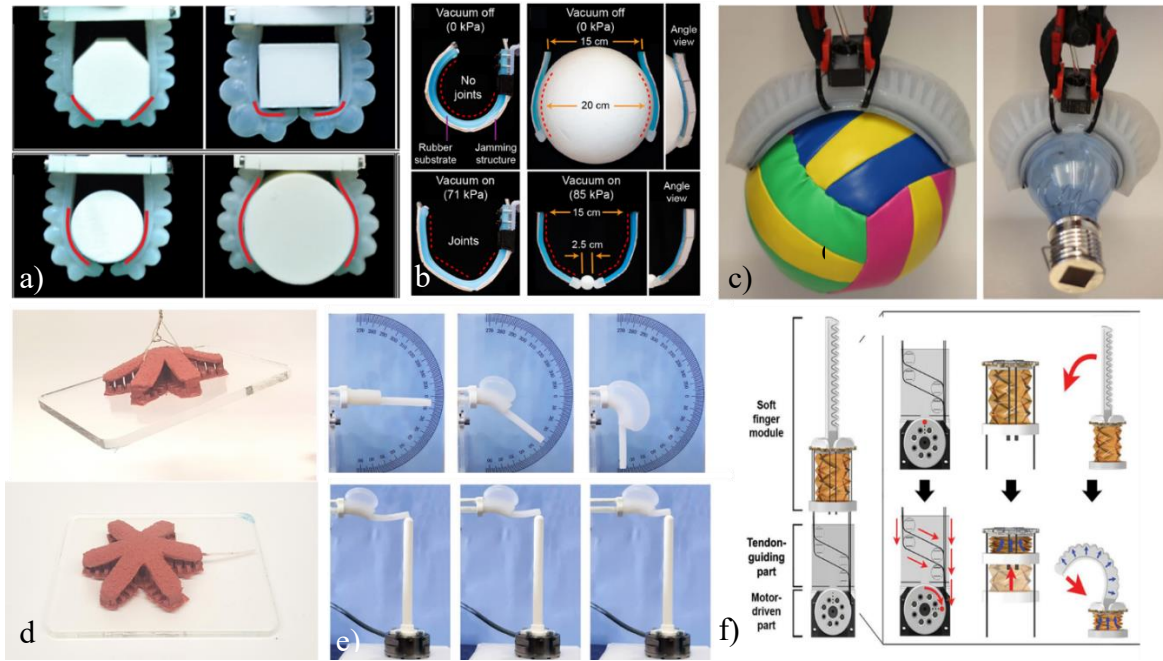 a)
b
Vacuum off
(0 kPa)
No
joints
Rubber
substrate
Jamming
structure
Vacuum off
(0 kPa)
15 cm
20 cm
Angle
view
Vacuum on
(71 kPa)
Joints
Vacuum on
(85 kPa)
15 cm
2.5 cm
Angle
view
c)
d
e)
f)
Soft
finger
module
Tendon-
guiding
part
Motor-
driven
part